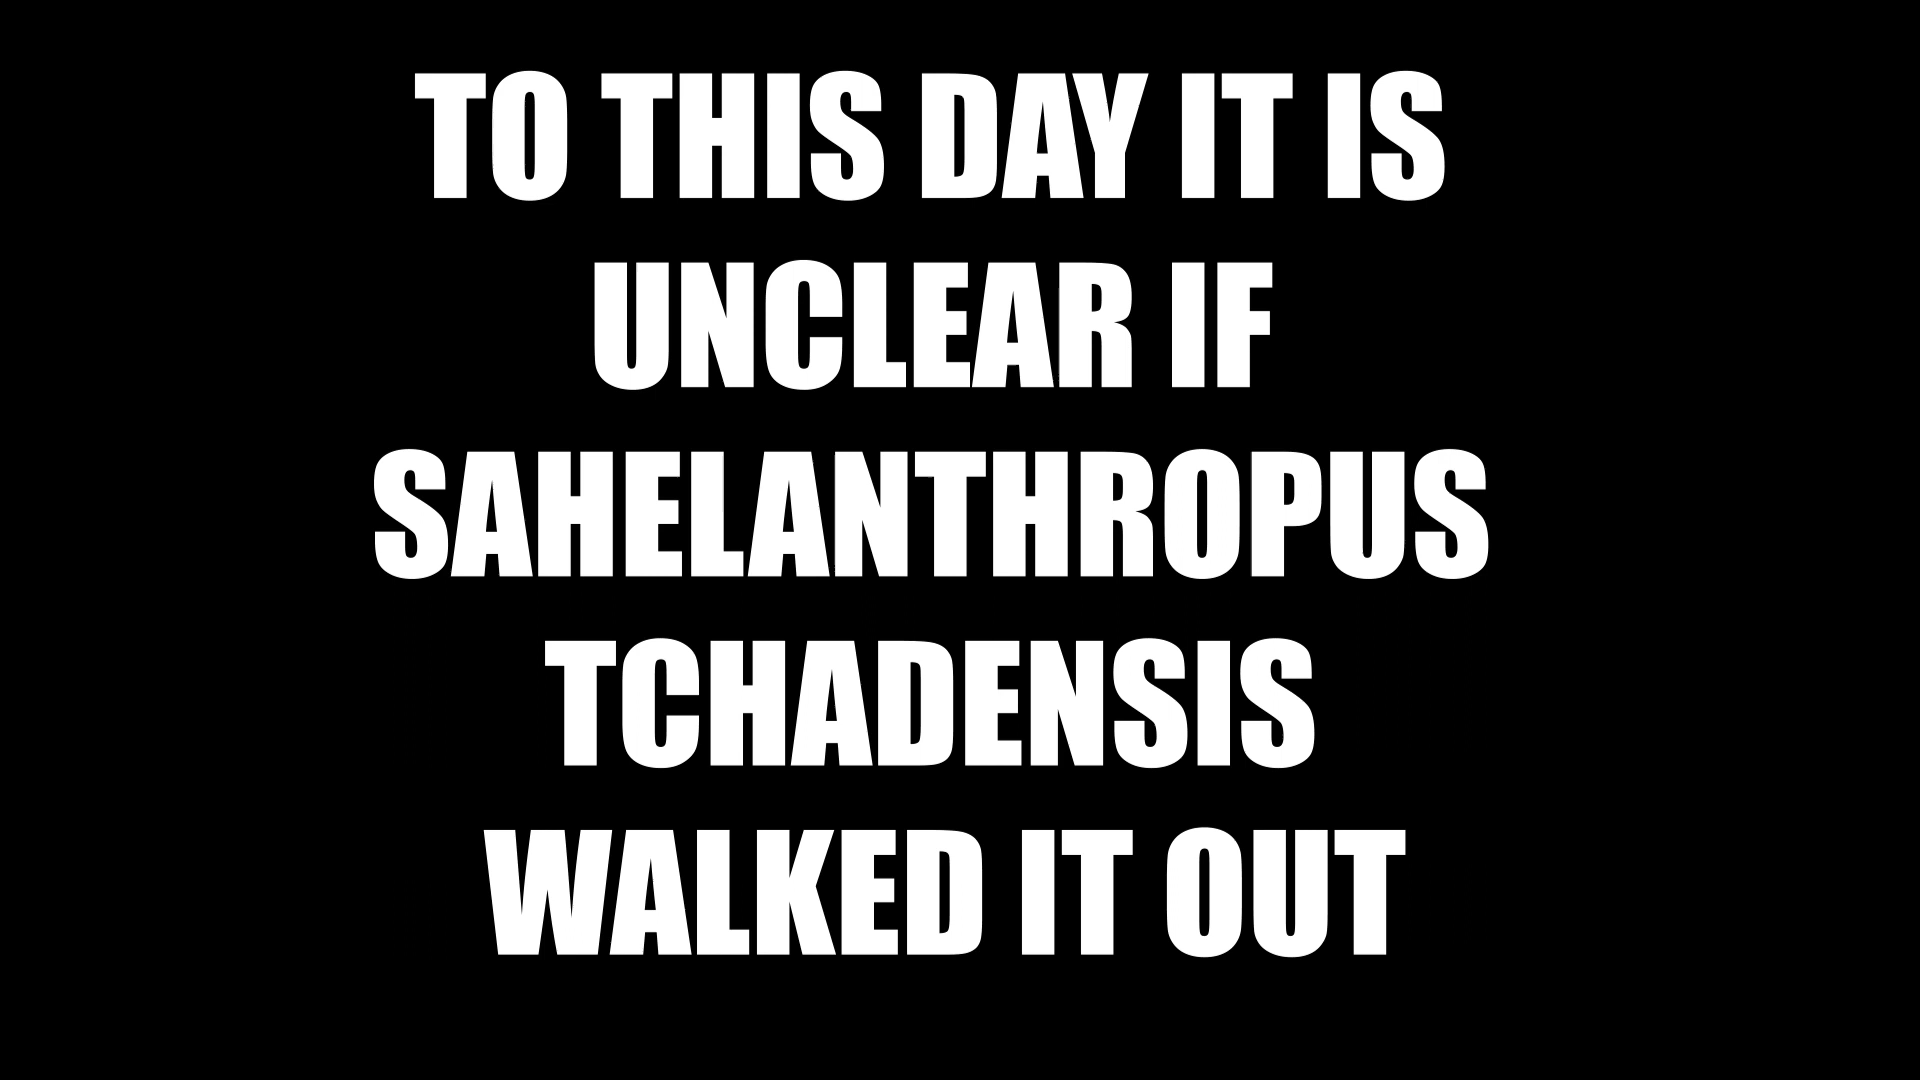 TO THIS DAY IT IS
UNCLEAR IF
SAHELANTHROPUS
TCHADENSIS
WALKED IT OUT